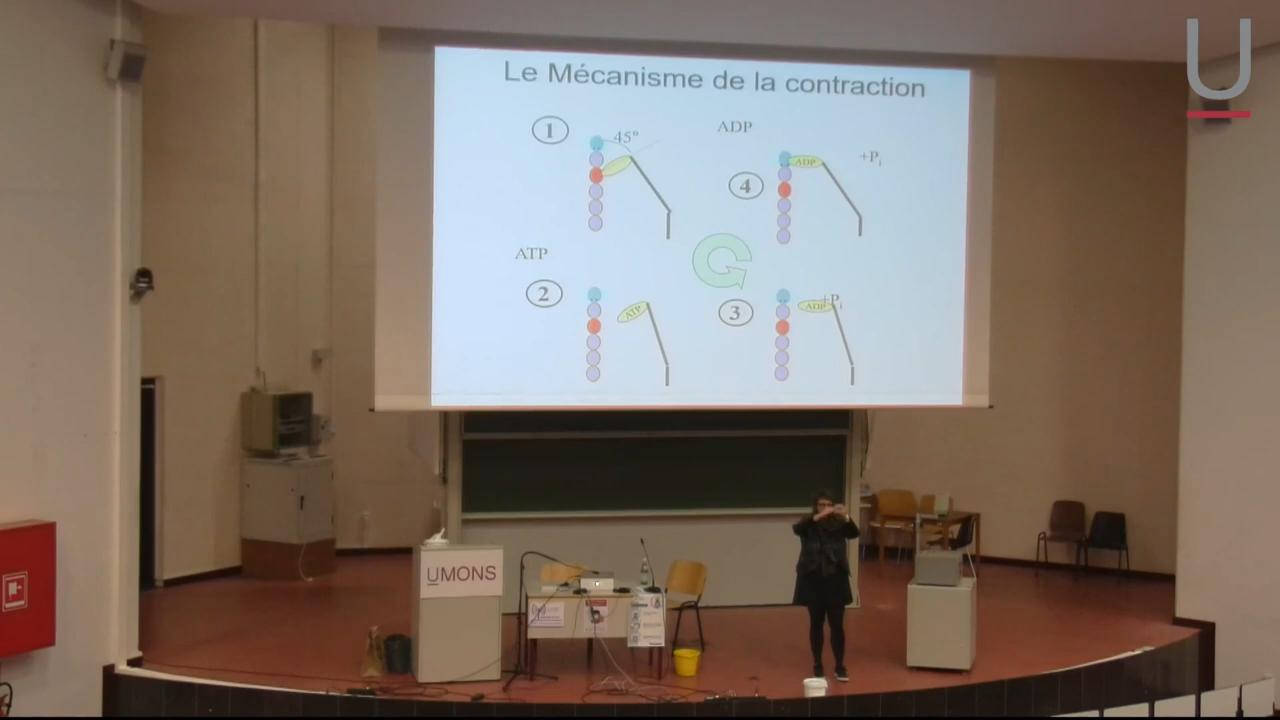 U
Le Mécanisme de la contraction
1
45°
ADP
4
ADP
+Pi
ATP
2
ATP
3
ADP
+Pi
UMONS